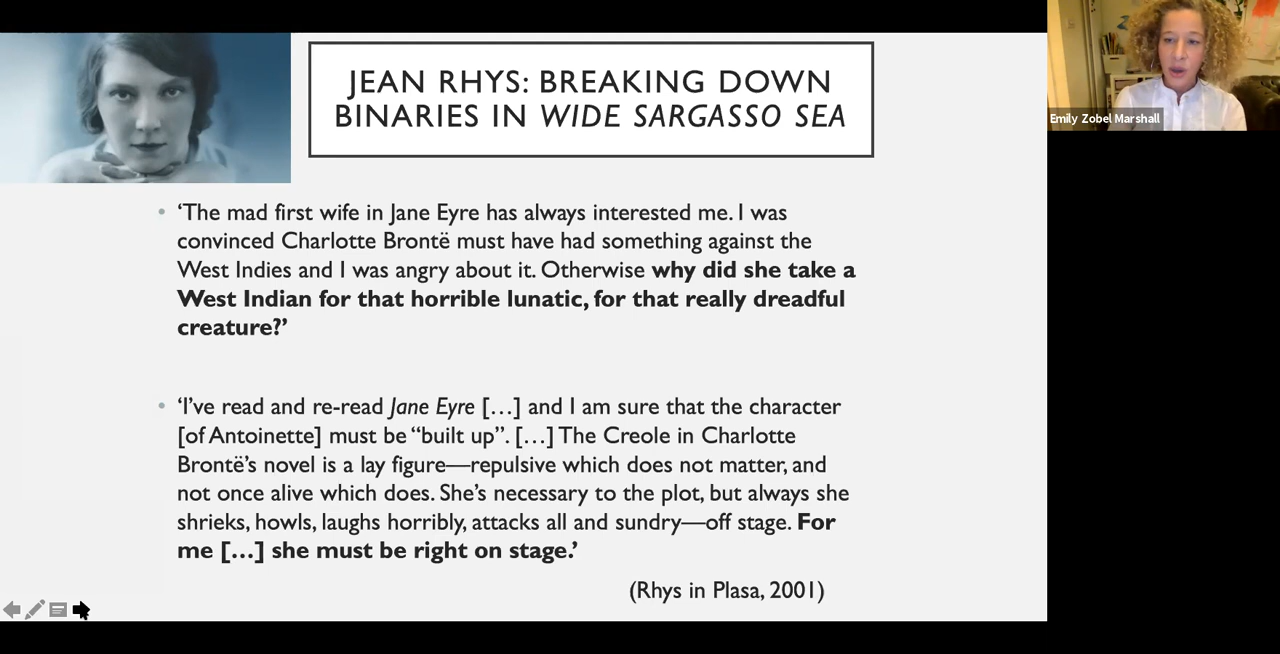 JEAN RHYS: BREAKING DOWN
BINARIES IN WIDE SARGASSO SEA
Emily Zobel Marshall
• ‘The mad first wife in Jane Eyre has always interested me. I was
convinced Charlotte Brontë must have had something against the
West Indies and I was angry about it. Otherwise why did she take a
West Indian for that horrible lunatic, for that really dreadful
creature?’
• ‘I’ve read and re-read Jane Eyre […] and I am sure that the character
[of Antoinette] must be “built up”. […] The Creole in Charlotte
Brontë’s novel is a lay figure—repulsive which does not matter, and
not once alive which does. She’s necessary to the plot, but always she
shrieks, howls, laughs horribly, attacks all and sundry—off stage. For
me […] she must be right on stage.’
(Rhys in Plasa, 2001)